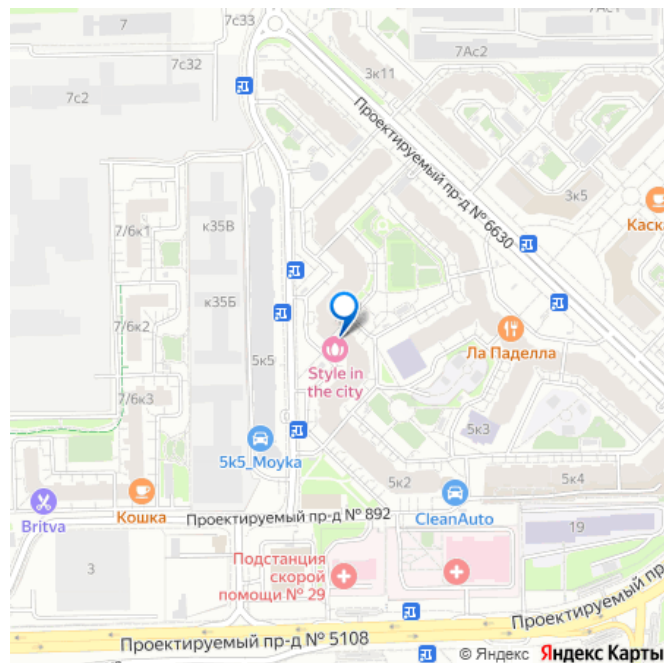 7с33
7
7Ас1
7с32
7Ас2
3к11
7с2
Проектируемый пр-д № 6630
3к5
Каск
7/6к1
к35В
к35Б
7/6к2
5к5
Style in
the city
Ла Паделла
7/6к3
5к3
5k5_Moyka
5к2
5к4
Britva
Кошка
Проектируемый пр-д № 892
CleanAuto
19
3
Подстанция
скорой
помощи № 29
Проектируемый пр
Проектируемый пр-д № 5108
© Яндекс Яндекс Карты